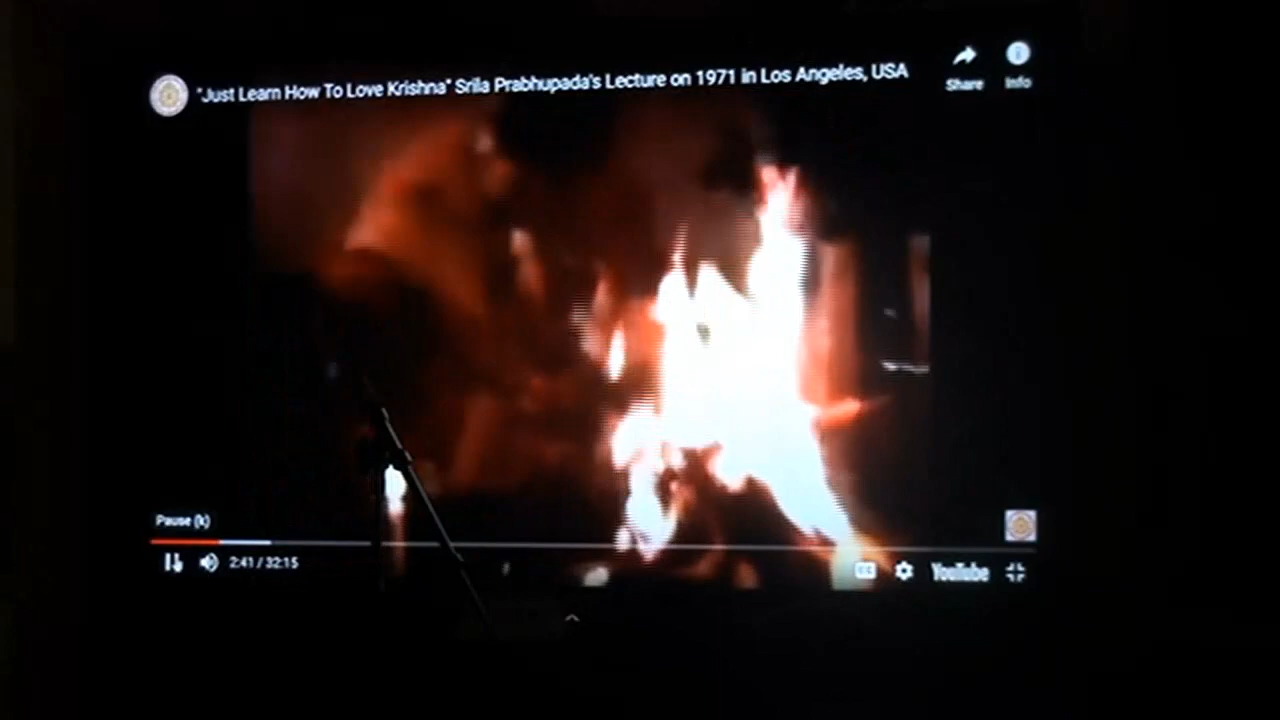 "Just Learn How To Love Krishna" Srila Prabhupada's Lecture on 1971 in Los Angeles, USA
Share
Info
Pause (k)
2:41 / 32:15
CC
YouTube